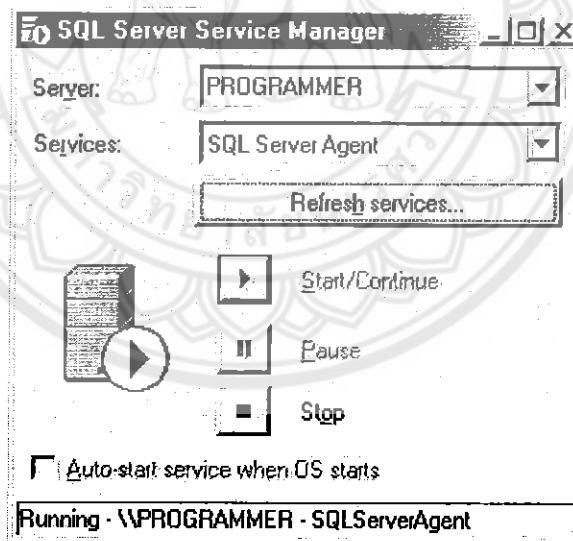 SQL Server Service Manager
Server: PROGRAMMER
Services: SQL Server Agent
Refresh services...
Start/Continue
Pause
Stop
Auto-start service when OS starts
Running - \\PROGRAMMER - SQLServerAgent